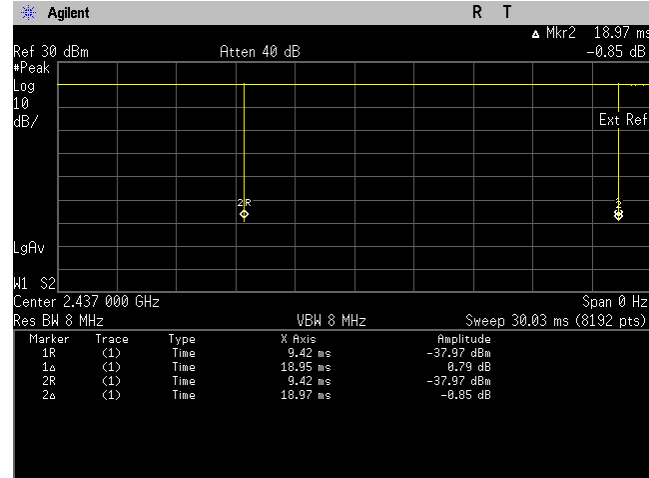 Agilent R T
Δ Mkr2 18.97 ms
Ref 30 dBm Atten 40 dB -0.85 dB
#Peak
Log
10
dB/
Ext Ref
2R
2
LgAv
W1 S2
Center 2.437 000 GHz Span 0 Hz
Res BW 8 MHz VBW 8 MHz Sweep 30.03 ms (8192 pts)
Marker Trace Type X Axis Amplitude
1R (1) Time 9.42 ms -37.97 dBm
1Δ (1) Time 18.95 ms 0.79 dB
2R (1) Time 9.42 ms -37.97 dBm
2Δ (1) Time 18.97 ms -0.85 dB